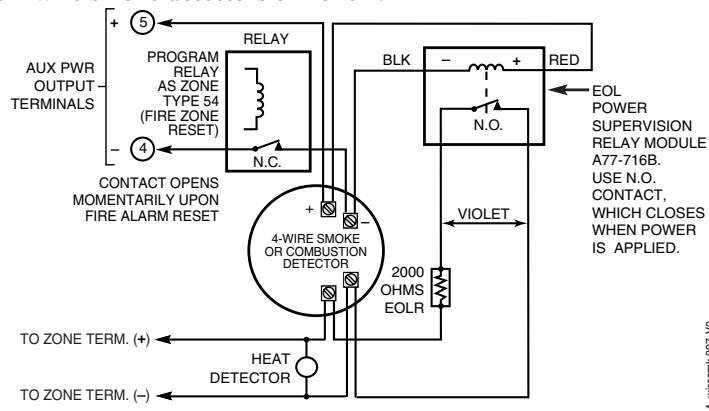 + 5
RELAY
PROGRAM
RELAY
AS ZONE
TYPE 54
(FIRE ZONE
RESET)
AUX PWR
OUTPUT
TERMINALS
– 4
N.C.
CONTACT OPENS
MOMENTARILY UPON
FIRE ALARM RESET
BLK – + RED
N.O.
EOL
POWER
SUPERVISION
RELAY MODULE
A77-716B.
USE N.O.
CONTACT,
WHICH CLOSES
WHEN POWER
IS APPLIED.
+ –
4-WIRE SMOKE
OR COMBUSTION
DETECTOR
VIOLET
2000
OHMS
EOLR
TO ZONE TERM. (+)
HEAT
DETECTOR
TO ZONE TERM. (–)